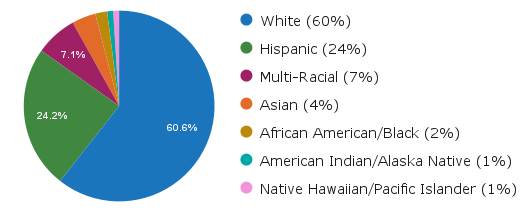 7.1%
24.2%
60.6%
White (60%)
Hispanic (24%)
Multi-Racial (7%)
Asian (4%)
African American/Black (2%)
American Indian/Alaska Native (1%)
Native Hawaiian/Pacific Islander (1%)